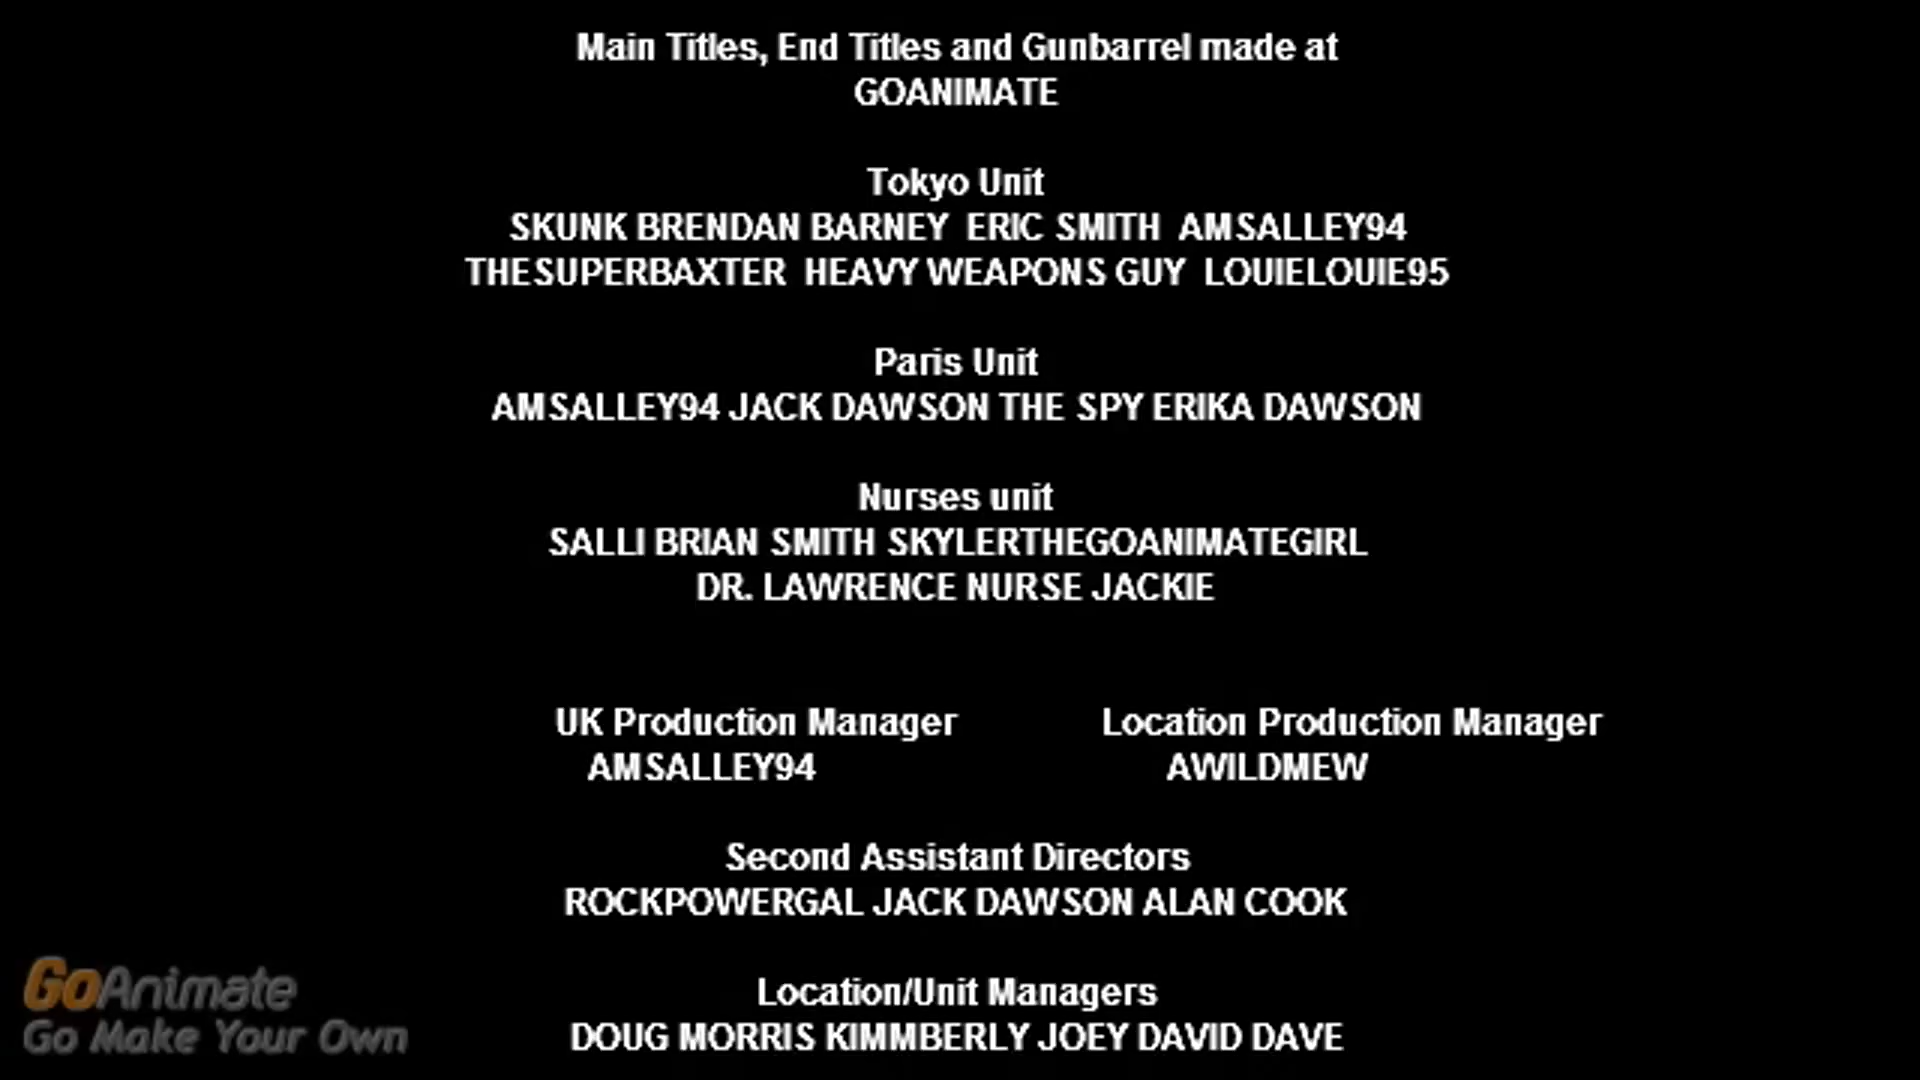 Main Titles, End Titles and Gunbarrel made at
GOANIMATE
Tokyo Unit
SKUNK BRENDAN BARNEY  ERIC SMITH  AMSALLEY94
THESUPERBAXTER  HEAVY WEAPONS GUY  LOUIELOUIE95
Paris Unit
AMSALLEY94 JACK DAWSON THE SPY ERIKA DAWSON
Nurses unit
SALLI BRIAN SMITH SKYLERTHEGOANIMATEGIRL
DR. LAWRENCE NURSE JACKIE
UK Production Manager
AMSALLEY94
Location Production Manager
AWILDMEW
Second Assistant Directors
ROCKPOWERGAL JACK DAWSON ALAN COOK
Location/Unit Managers
DOUG MORRIS KIMMBERLY JOEY DAVID DAVE
GoAnimate
Go Make Your Own